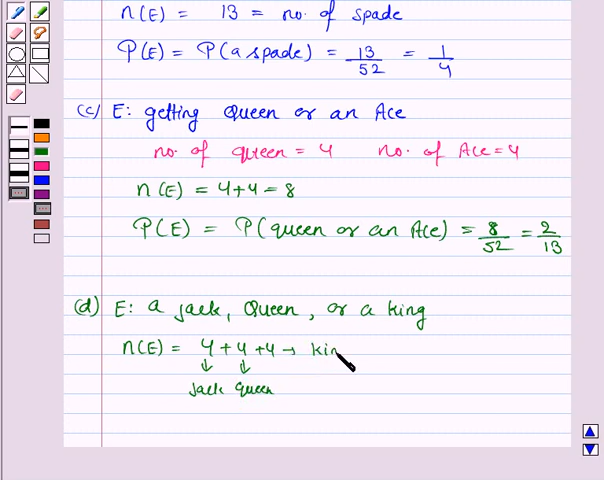 n(E) = 13 = no. of spade
P(E) = P(a spade) = 13/52 = 1/4
(c) E: getting Queen or an Ace
no. of queen = 4 no. of Ace = 4
n(E) = 4+4 = 8
P(E) = P(queen or an Ace) = 8/52 = 2/13
(d) E: a jack, Queen, or a king
n(E) = 4 + 4 + 4 → kin
↓ ↓
jack queen